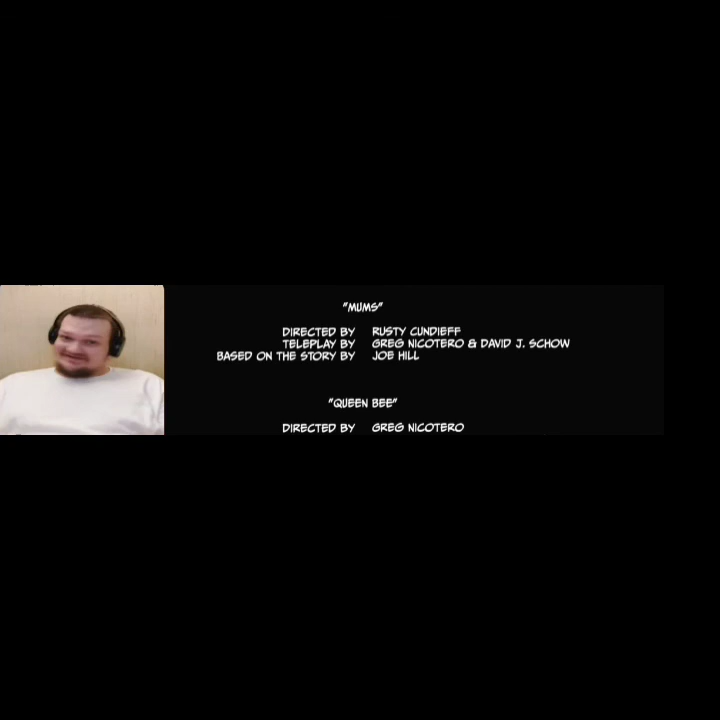 "MUMS"
DIRECTED BY RUSTY CUNDIEFF
TELEPLAY BY GREG NICOTERO & DAVID J. SCHOW
BASED ON THE STORY BY JOE HILL
"QUEEN BEE"
DIRECTED BY GREG NICOTERO